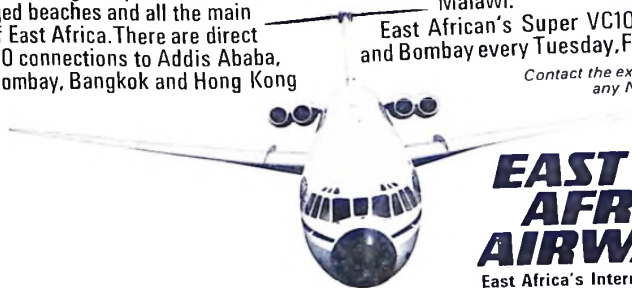 ged beaches and all the main
East Africa. There are direct
0 connections to Addis Ababa,
ombay, Bangkok and Hong Kong
Malawi.
East African's Super VC10
and Bombay every Tuesday, F
Contact the ex
any N
EAST
AFR
AIRWA
East Africa's Intern